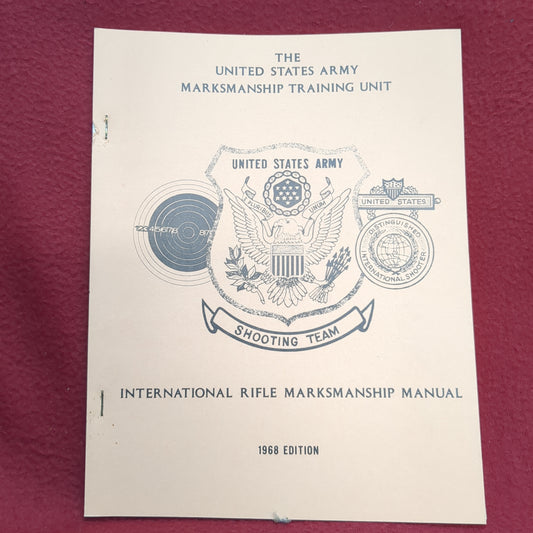 THE
UNITED STATES ARMY
MARKSMANSHIP TRAINING UNIT
UNITED STATES ARMY
PLURIBUS UNUM
UNITED STATES
DISTINGUISHED
INTERNATIONAL SHOOTER
SHOOTING TEAM
INTERNATIONAL RIFLE MARKSMANSHIP MANUAL
1968 EDITION